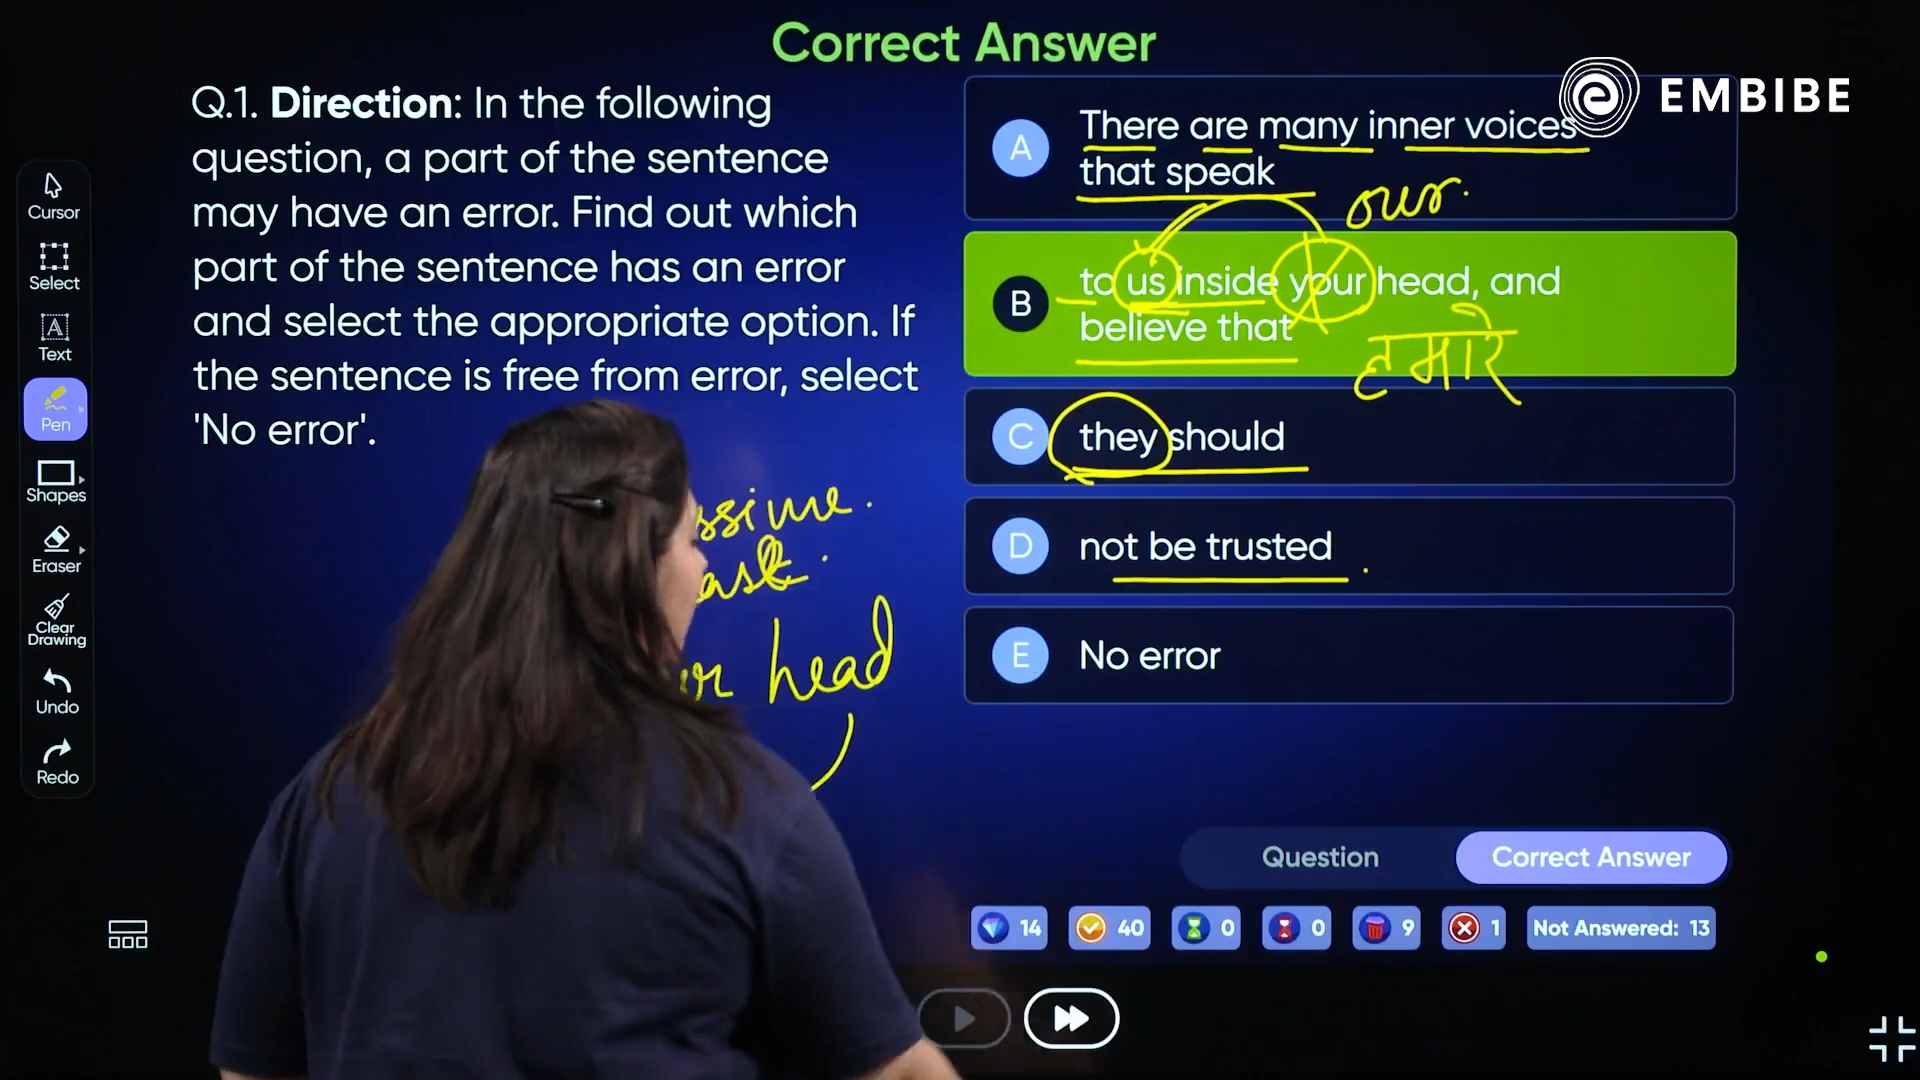 Correct Answer
EMBIBE
Q.1. Direction: In the following
question, a part of the sentence
may have an error. Find out which
part of the sentence has an error
and select the appropriate option. If
the sentence is free from error, select
'No error'.
A There are many inner voices
that speak
our.
B to us inside your head, and
believe that
हमारे
C they should
D not be trusted
E No error
head
Cursor
Select
Text
Pen
Shapes
Eraser
Clear
Drawing
Undo
Redo
Question Correct Answer
14 40 0 0 9 1 Not Answered: 13